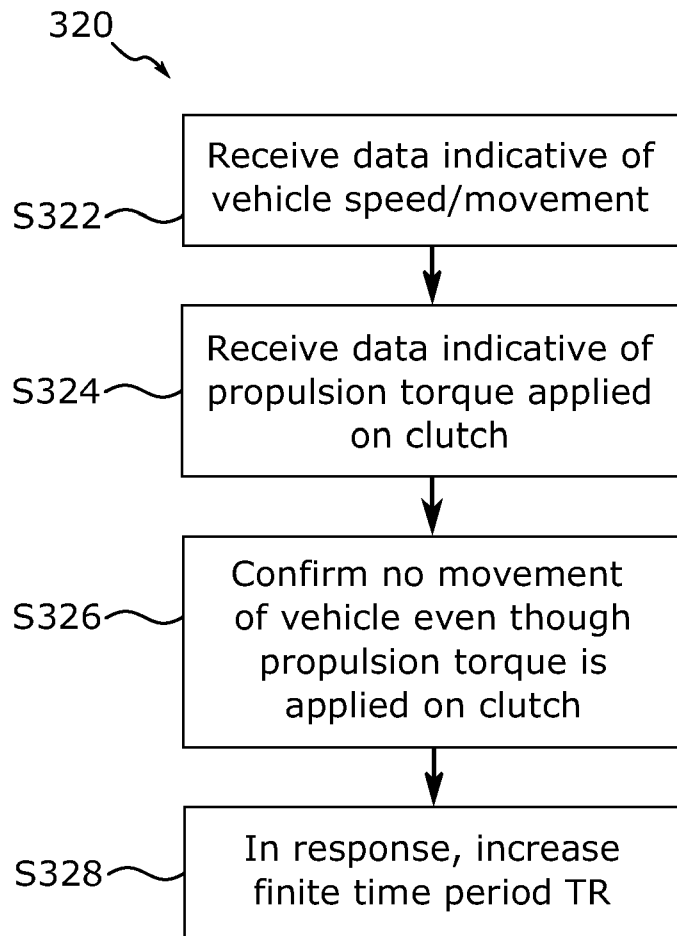 320
Receive data indicative of
vehicle speed/movement
S322
Receive data indicative of
propulsion torque applied
on clutch
S324
Confirm no movement
of vehicle even though
propulsion torque is
applied on clutch
S326
In response, increase
finite time period TR
S328